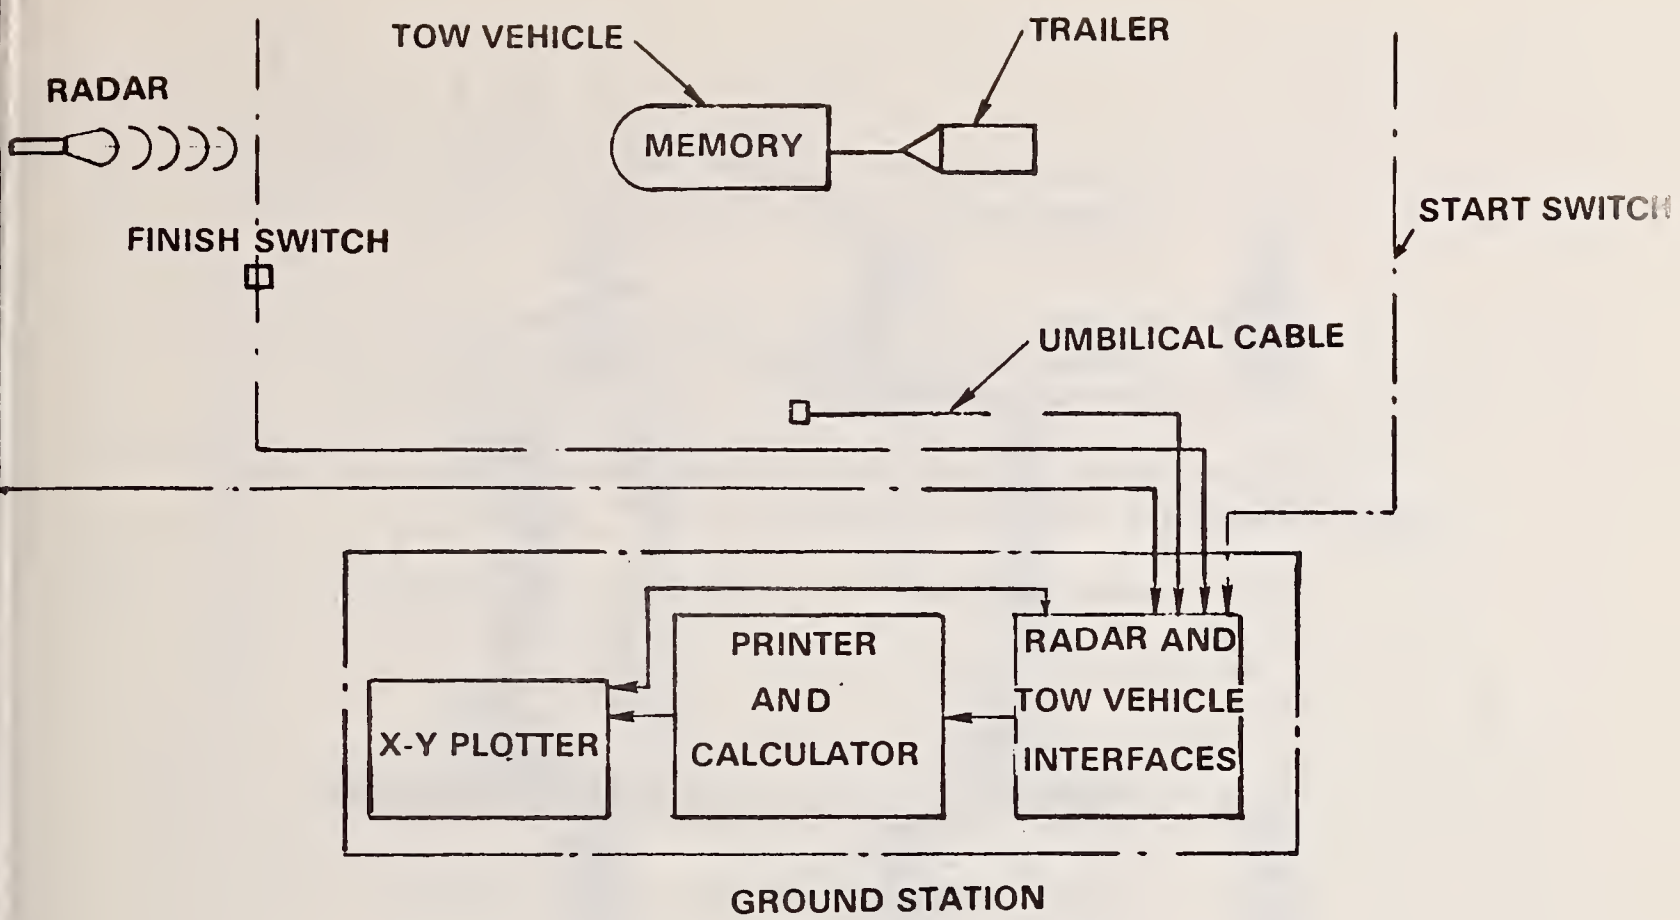 TOW VEHICLE
TRAILER
RADAR
MEMORY
START SWITCH
FINISH SWITCH
UMBILICAL CABLE
PRINTER
AND
CALCULATOR
RADAR AND
TOW VEHICLE
INTERFACES
X-Y PLOTTER
GROUND STATION